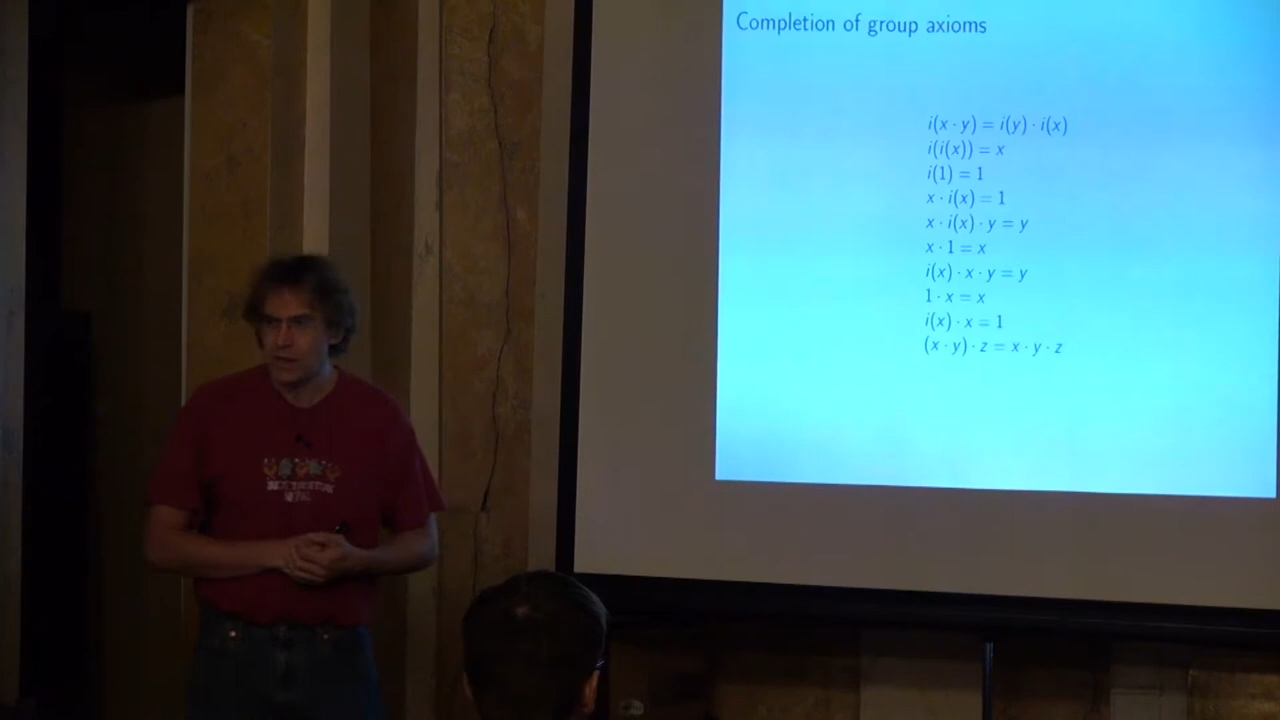 Completion of group axioms
i(x · y) = i(y) · i(x)
i(i(x)) = x
i(1) = 1
x · i(x) = 1
x · i(x) · y = y
x · 1 = x
i(x) · x · y = y
1 · x = x
i(x) · x = 1
(x · y) · z = x · y · z